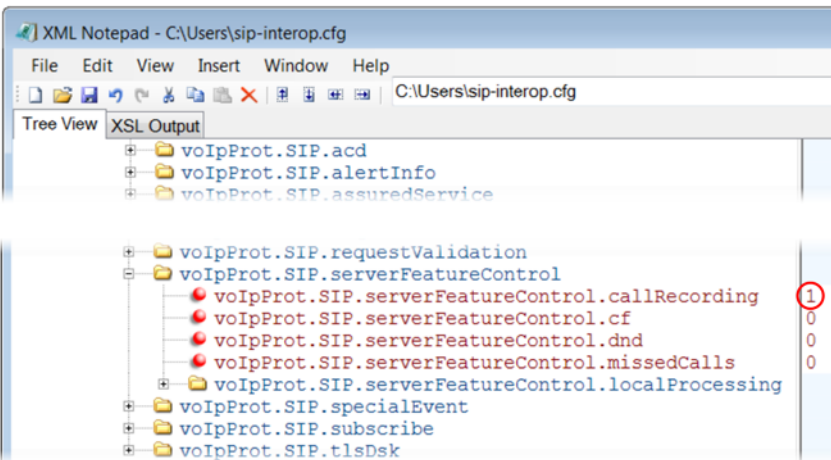 XML Notepad - C:\Users\sip-interop.cfg
File Edit View Insert Window Help
C:\Users\sip-interop.cfg
Tree View XSL Output
voIpProt.SIP.acd
voIpProt.SIP.alertInfo
voIpProt.SIP.assuredService
voIpProt.SIP.requestValidation
voIpProt.SIP.serverFeatureControl
voIpProt.SIP.serverFeatureControl.callRecording 1
voIpProt.SIP.serverFeatureControl.cf 0
voIpProt.SIP.serverFeatureControl.dnd 0
voIpProt.SIP.serverFeatureControl.missedCalls 0
voIpProt.SIP.serverFeatureControl.localProcessing
voIpProt.SIP.specialEvent
voIpProt.SIP.subscribe
voIpProt.SIP.tlsDsk